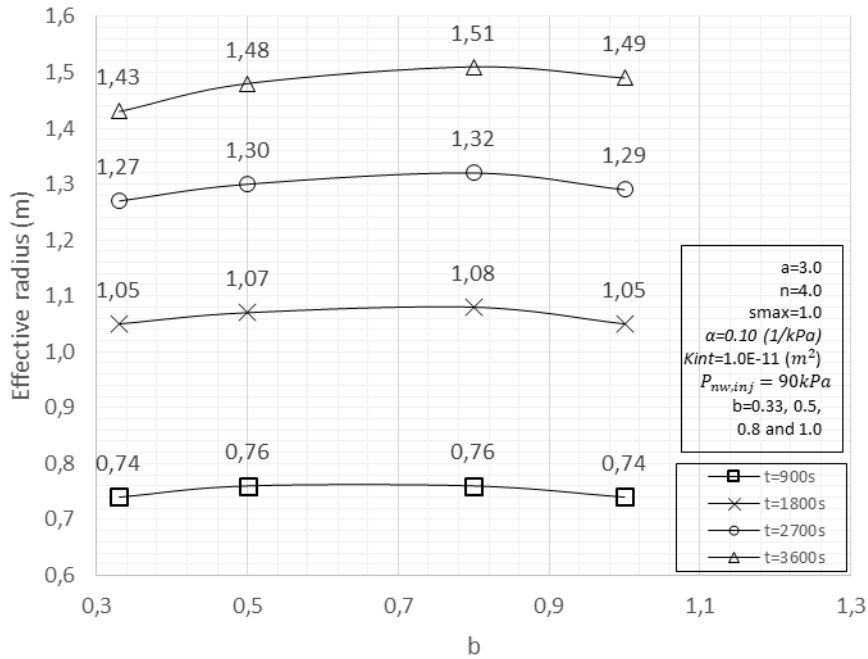 1,6
1,51
1,49
1,48
1,5
1,43
1,4
1,32
1,30
1,29
1,27
1,3
Effective radius (m)
1,2
1,08
1,07
1,05
1,05
1,1
1,0
0,9
0,8
0,76
0,76
0,74
0,74
0,7
0,6
0,3
0,5
0,7
0,9
1,1
1,3
b
a=3.0
n=4.0
smax=1.0
α=0.10 (1/kPa)
Kint=1.0E-11 (m²)
Pnw,inj = 90kPa
b=0.33, 0.5,
0.8 and 1.0
t=900s
t=1800s
t=2700s
t=3600s